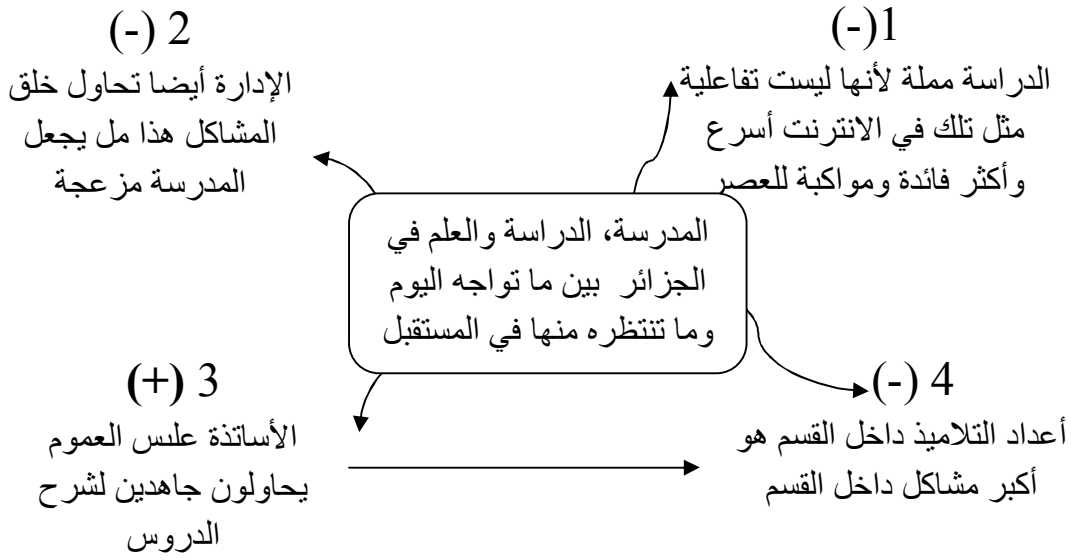 1(-)
الدراسة مملة لأنها ليست تفاعلية
مثل تلك في الانترنت أسرع
وأكثر فائدة ومواكبة للعصر
2 (-)
الإدارة أيضا تحاول خلق
المشاكل هذا مل يجعل
المدرسة مزعجة
المدرسة، الدراسة والعلم في
الجزائر بين ما تواجه اليوم
وما تنتظره منها في المستقبل
3 (+)
الأساتذة علىس العموم
يحاولون جاهدين لشرح
الدروس
4 (-)
أعداد التلاميذ داخل القسم هو
أكبر مشاكل داخل القسم